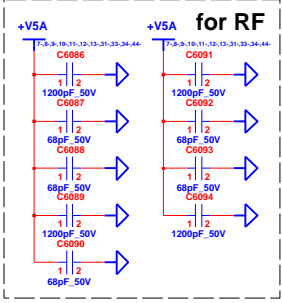 for RF
+V5A
7-,8-,9-,10-,11-,12-,13-,31-,33-,34-,44-
C6086
1 2
1200pF_50V
C6087
1 2
68pF_50V
C6088
1 2
68pF_50V
C6089
1 2
1200pF_50V
C6090
1 2
68pF_50V
+V5A
7-,8-,9-,10-,11-,12-,13-,31-,33-,34-,44-
C6091
1 2
1200pF_50V
C6092
1 2
68pF_50V
C6093
1 2
68pF_50V
C6094
1 2
1200pF_50V